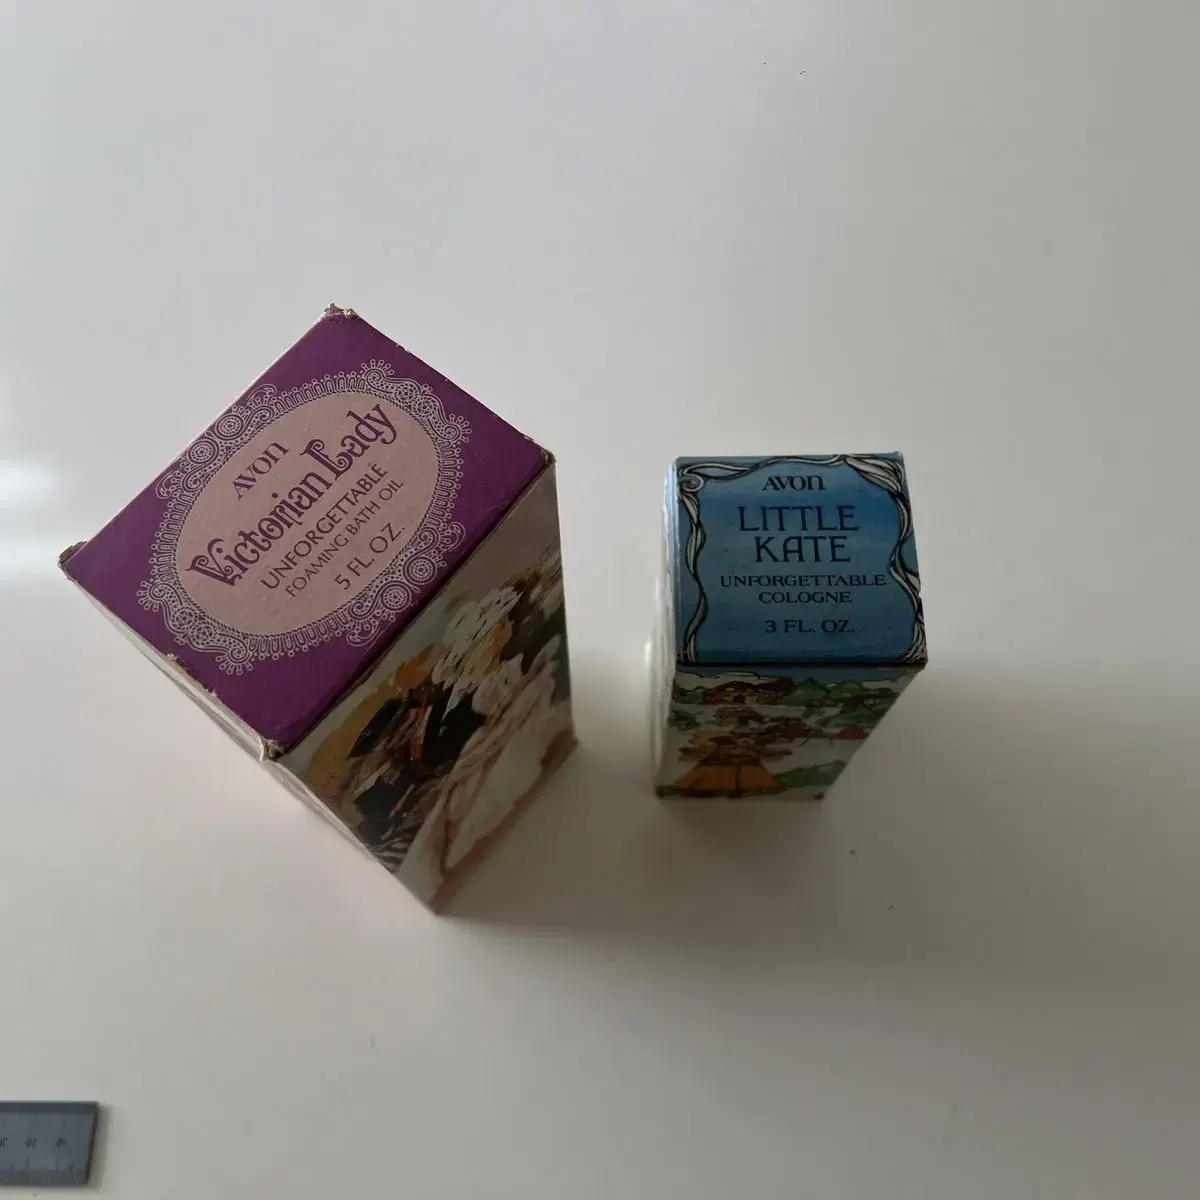 AVON
Victorian Lady
UNFORGETTABLE
FOAMING BATH OIL
5 FL. OZ.
AVON
LITTLE
KATE
UNFORGETTABLE
COLOGNE
3 FL. OZ.